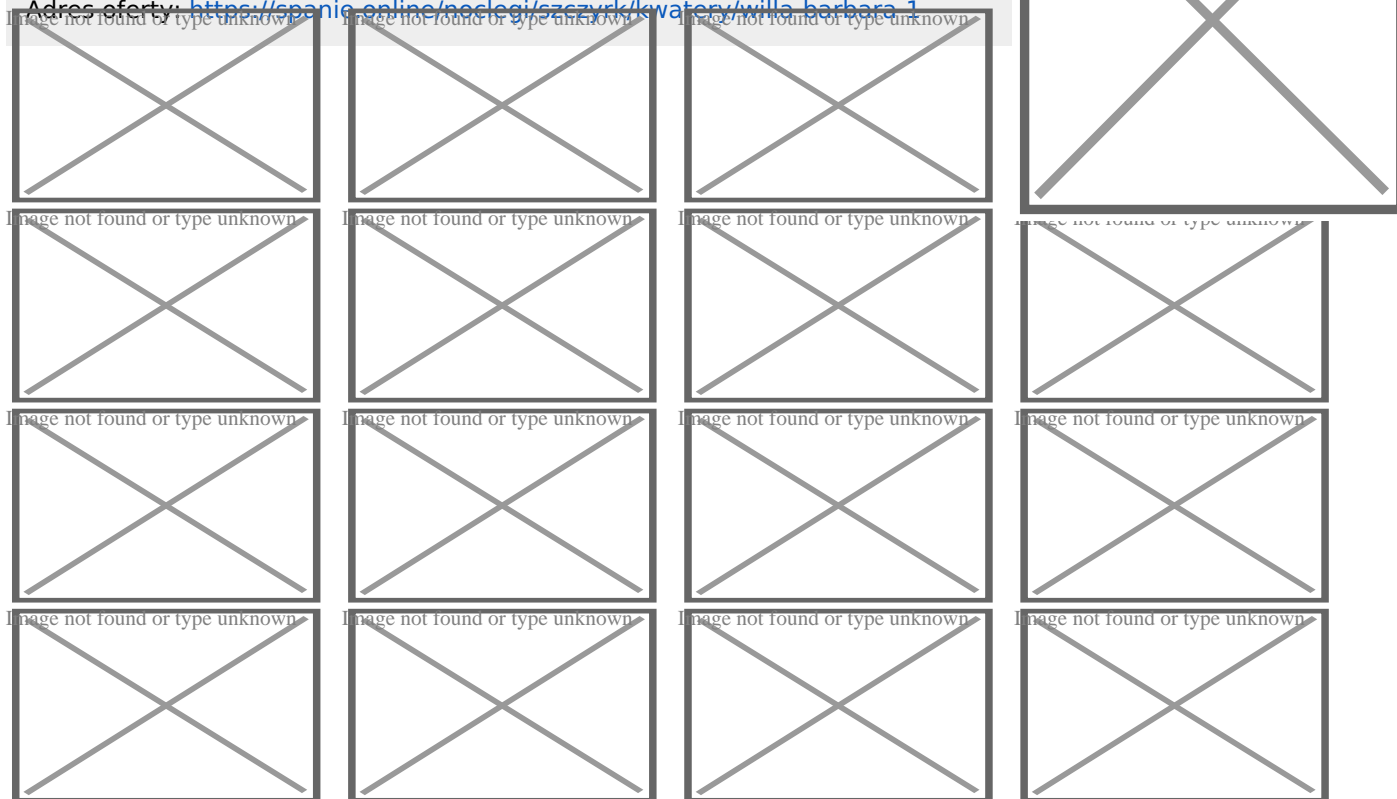 Adres oferty: https://spanie.online/noclegi/szczyrk/kwatery/willa-barbara-1
Image not found or type unknown Image not found or type unknown Image not found or type unknown
Image not found or type unknown Image not found or type unknown Image not found or type unknown Image not found or type unknown
Image not found or type unknown Image not found or type unknown Image not found or type unknown Image not found or type unknown
Image not found or type unknown Image not found or type unknown Image not found or type unknown Image not found or type unknown